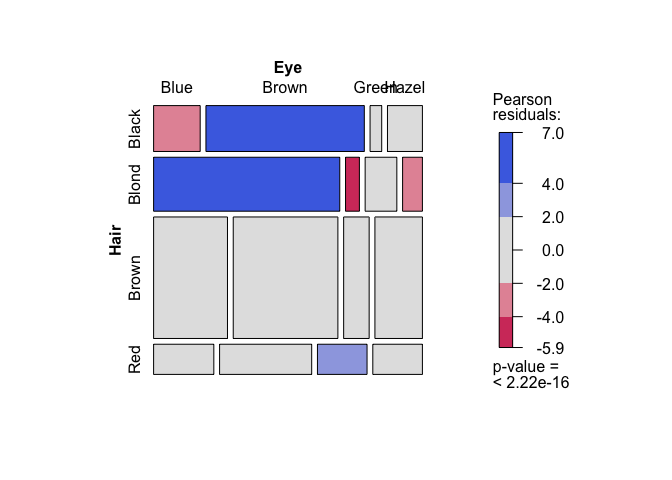 Eye
Blue Brown Green Hazel
Hair
Black
Blond
Brown
Red
Pearson
residuals:
7.0
4.0
2.0
0.0
-2.0
-4.0
-5.9
p-value =
< 2.22e-16